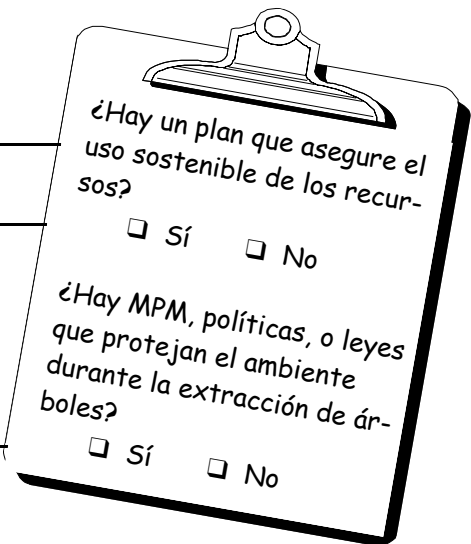 ¿Hay un plan que asegure el
uso sostenible de los recur-
sos?
❑ Sí ❑ No
¿Hay MPM, políticas, o leyes
que protejan el ambiente
durante la extracción de ár-
boles?
❑ Sí ❑ No